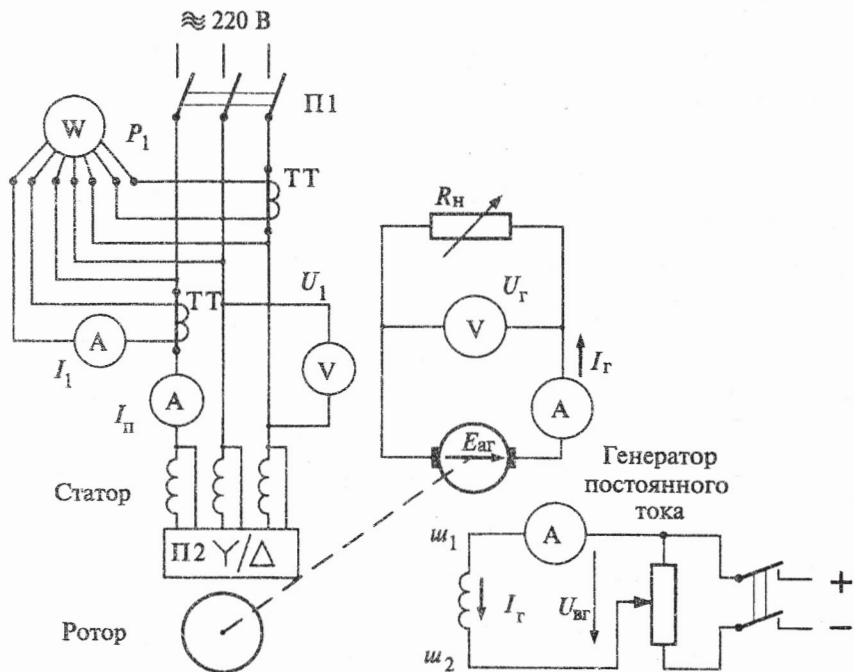 ≋ 220 В
П1
W
P₁
ТТ
Rн
U₁
ТТ
Uг
V
A
I₁
V
Iг
A
Iп
A
Eаг
Генератор
постоянного
тока
Статор
ш₁
A
П2 Y/Δ
Iг
Uвг
+
−
Ротор
ш₂